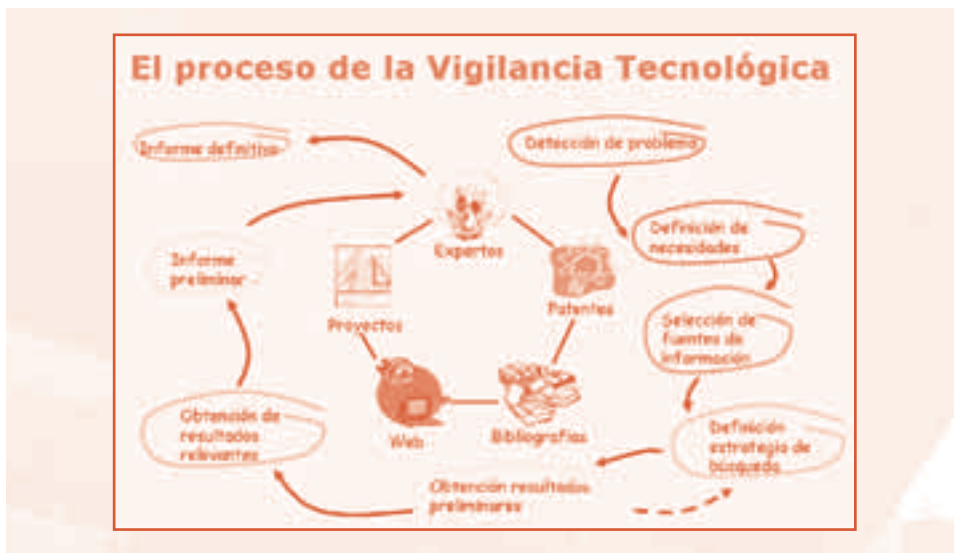 El proceso de la Vigilancia Tecnológica
Informe definitivo
Detección de problema
Expertos
Definición de
necesidades
Informe
preliminar
Patentes
Proyectos
Selección de
fuentes de
información
Obtención de
resultados
relevantes
Web
Bibliografías
Definición
estrategia de
búsqueda
Obtención resultados
preliminares